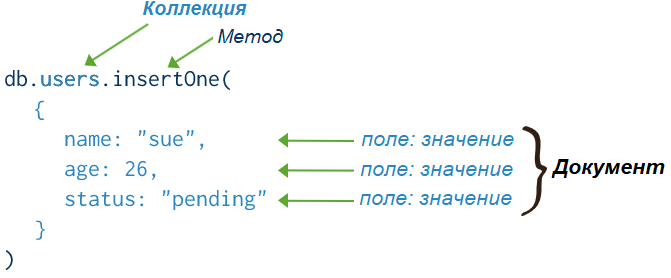 Коллекция
Метод
db.users.insertOne(
{
name: "sue", поле: значение
age: 26, поле: значение Документ
status: "pending" поле: значение
}
)